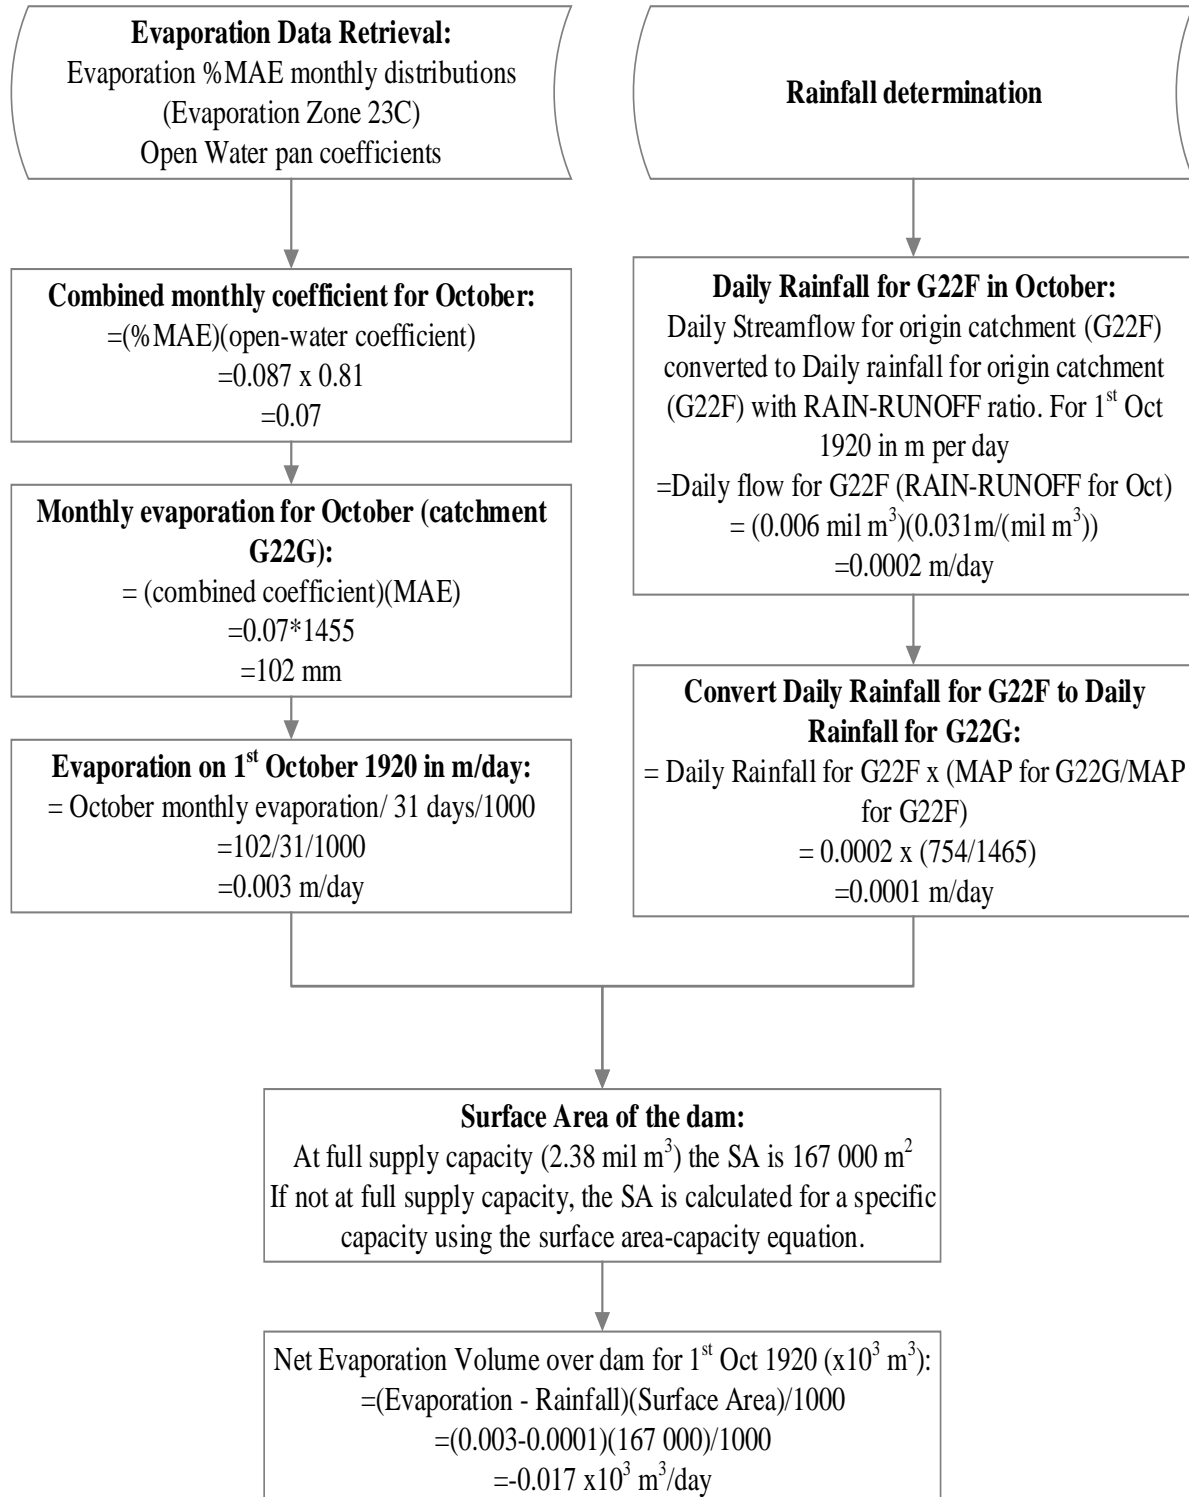 Evaporation Data Retrieval:
Evaporation %MAE monthly distributions
(Evaporation Zone 23C)
Open Water pan coefficients
Rainfall determination
Combined monthly coefficient for October:
=(%MAE)(open-water coefficient)
=0.087 x 0.81
=0.07
Monthly evaporation for October (catchment
G22G):
= (combined coefficient)(MAE)
=0.07*1455
=102 mm
Evaporation on 1st October 1920 in m/day:
= October monthly evaporation/ 31 days/1000
=102/31/1000
=0.003 m/day
Daily Rainfall for G22F in October:
Daily Streamflow for origin catchment (G22F)
converted to Daily rainfall for origin catchment
(G22F) with RAIN-RUNOFF ratio. For 1st Oct
1920 in m per day
=Daily flow for G22F (RAIN-RUNOFF for Oct)
= (0.006 mil m³)(0.031m/(mil m³))
=0.0002 m/day
Convert Daily Rainfall for G22F to Daily
Rainfall for G22G:
= Daily Rainfall for G22F x (MAP for G22G/MAP
for G22F)
= 0.0002 x (754/1465)
=0.0001 m/day
Surface Area of the dam:
At full supply capacity (2.38 mil m³) the SA is 167 000 m²
If not at full supply capacity, the SA is calculated for a specific
capacity using the surface area-capacity equation.
Net Evaporation Volume over dam for 1st Oct 1920 (x10³ m³):
=(Evaporation - Rainfall)(Surface Area)/1000
=(0.003-0.0001)(167 000)/1000
=-0.017 x10³ m³/day